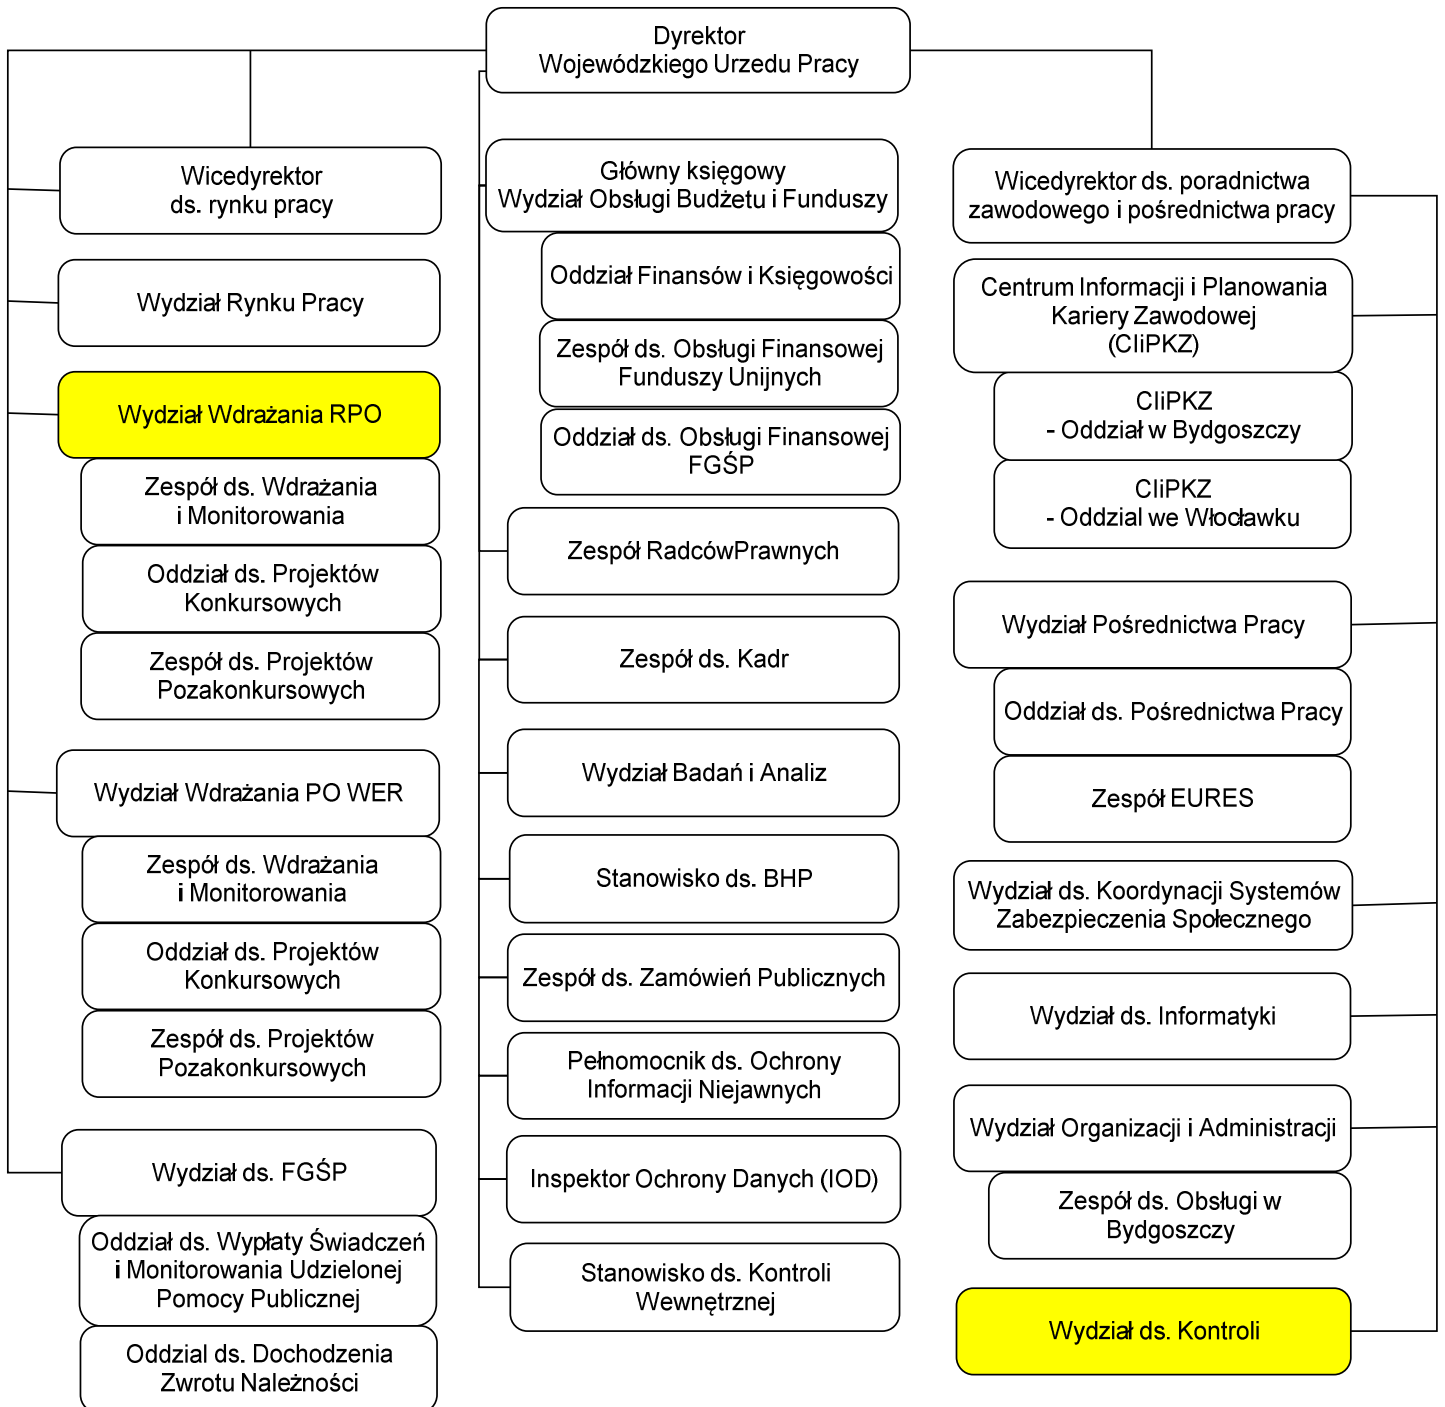 Dyrektor
Wojewódzkiego Urzedu Pracy
Wicedyrektor
ds. rynku pracy
Wydział Rynku Pracy
Wydział Wdrażania RPO
Zespół ds. Wdrażania
i Monitorowania
Oddział ds. Projektów
Konkursowych
Zespół ds. Projektów
Pozakonkursowych
Wydział Wdrażania PO WER
Zespół ds. Wdrażania
i Monitorowania
Oddział ds. Projektów
Konkursowych
Zespół ds. Projektów
Pozakonkursowych
Wydział ds. FGŚP
Oddział ds. Wypłaty Świadczeń
i Monitorowania Udzielonej
Pomocy Publicznej
Oddzial ds. Dochodzenia
Zwrotu Należności
Główny księgowy
Wydział Obsługi Budżetu i Funduszy
Oddział Finansów i Księgowości
Zespół ds. Obsługi Finansowej
Funduszy Unijnych
Oddział ds. Obsługi Finansowej
FGŚP
Zespół RadcówPrawnych
Zespół ds. Kadr
Wydział Badań i Analiz
Stanowisko ds. BHP
Zespół ds. Zamówień Publicznych
Pełnomocnik ds. Ochrony
Informacji Niejawnych
Inspektor Ochrony Danych (IOD)
Stanowisko ds. Kontroli
Wewnętrznej
Wicedyrektor ds. poradnictwa
zawodowego i pośrednictwa pracy
Centrum Informacji i Planowania
Kariery Zawodowej
(CIiPKZ)
CIiPKZ
- Oddział w Bydgoszczy
CIiPKZ
- Oddzial we Włocławku
Wydział Pośrednictwa Pracy
Oddział ds. Pośrednictwa Pracy
Zespół EURES
Wydział ds. Koordynacji Systemów
Zabezpieczenia Społecznego
Wydział ds. Informatyki
Wydział Organizacji i Administracji
Zespół ds. Obsługi w
Bydgoszczy
Wydział ds. Kontroli